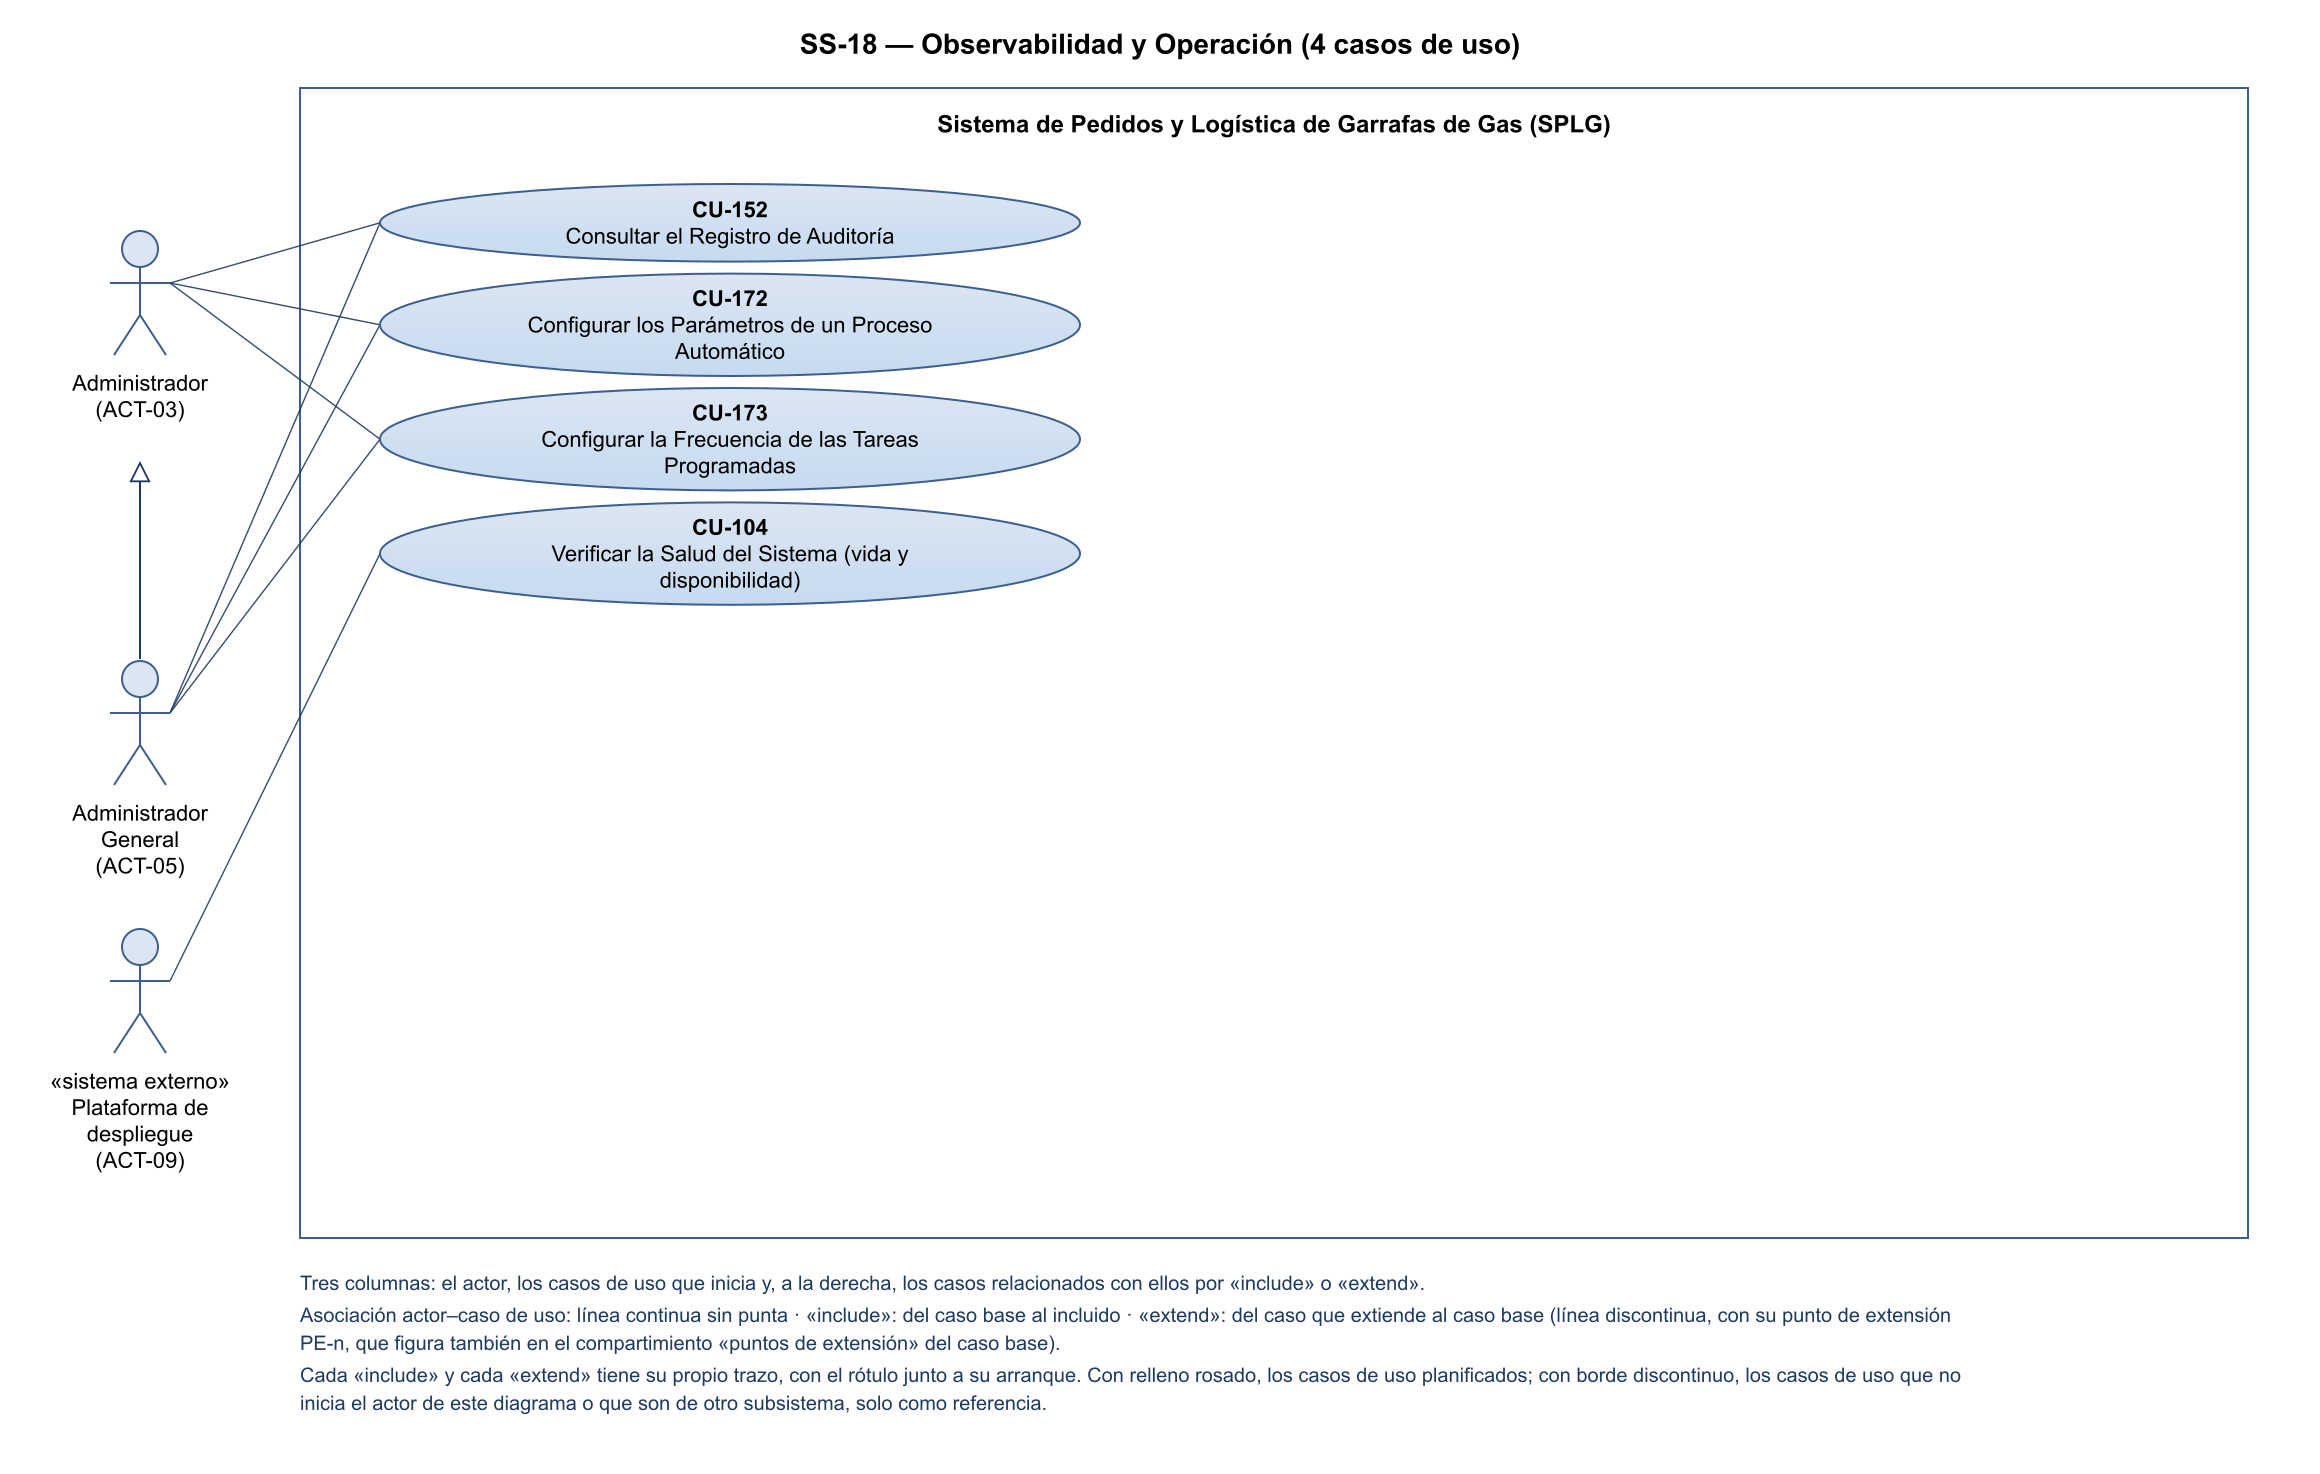 SS-18 — Observabilidad y Operación (4 casos de uso)
Sistema de Pedidos y Logística de Garrafas de Gas (SPLG)
CU-152
Consultar el Registro de Auditoría
CU-172
Configurar los Parámetros de un Proceso
Automático
CU-173
Configurar la Frecuencia de las Tareas
Programadas
CU-104
Verificar la Salud del Sistema (vida y
disponibilidad)
Administrador
(ACT-03)
Administrador
General
(ACT-05)
«sistema externo»
Plataforma de
despliegue
(ACT-09)
Tres columnas: el actor, los casos de uso que inicia y, a la derecha, los casos relacionados con ellos por «include» o «extend».
Asociación actor–caso de uso: línea continua sin punta · «include»: del caso base al incluido · «extend»: del caso que extiende al caso base (línea discontinua, con su punto de extensión
PE-n, que figura también en el compartimiento «puntos de extensión» del caso base).
Cada «include» y cada «extend» tiene su propio trazo, con el rótulo junto a su arranque. Con relleno rosado, los casos de uso planificados; con borde discontinuo, los casos de uso que no
inicia el actor de este diagrama o que son de otro subsistema, solo como referencia.